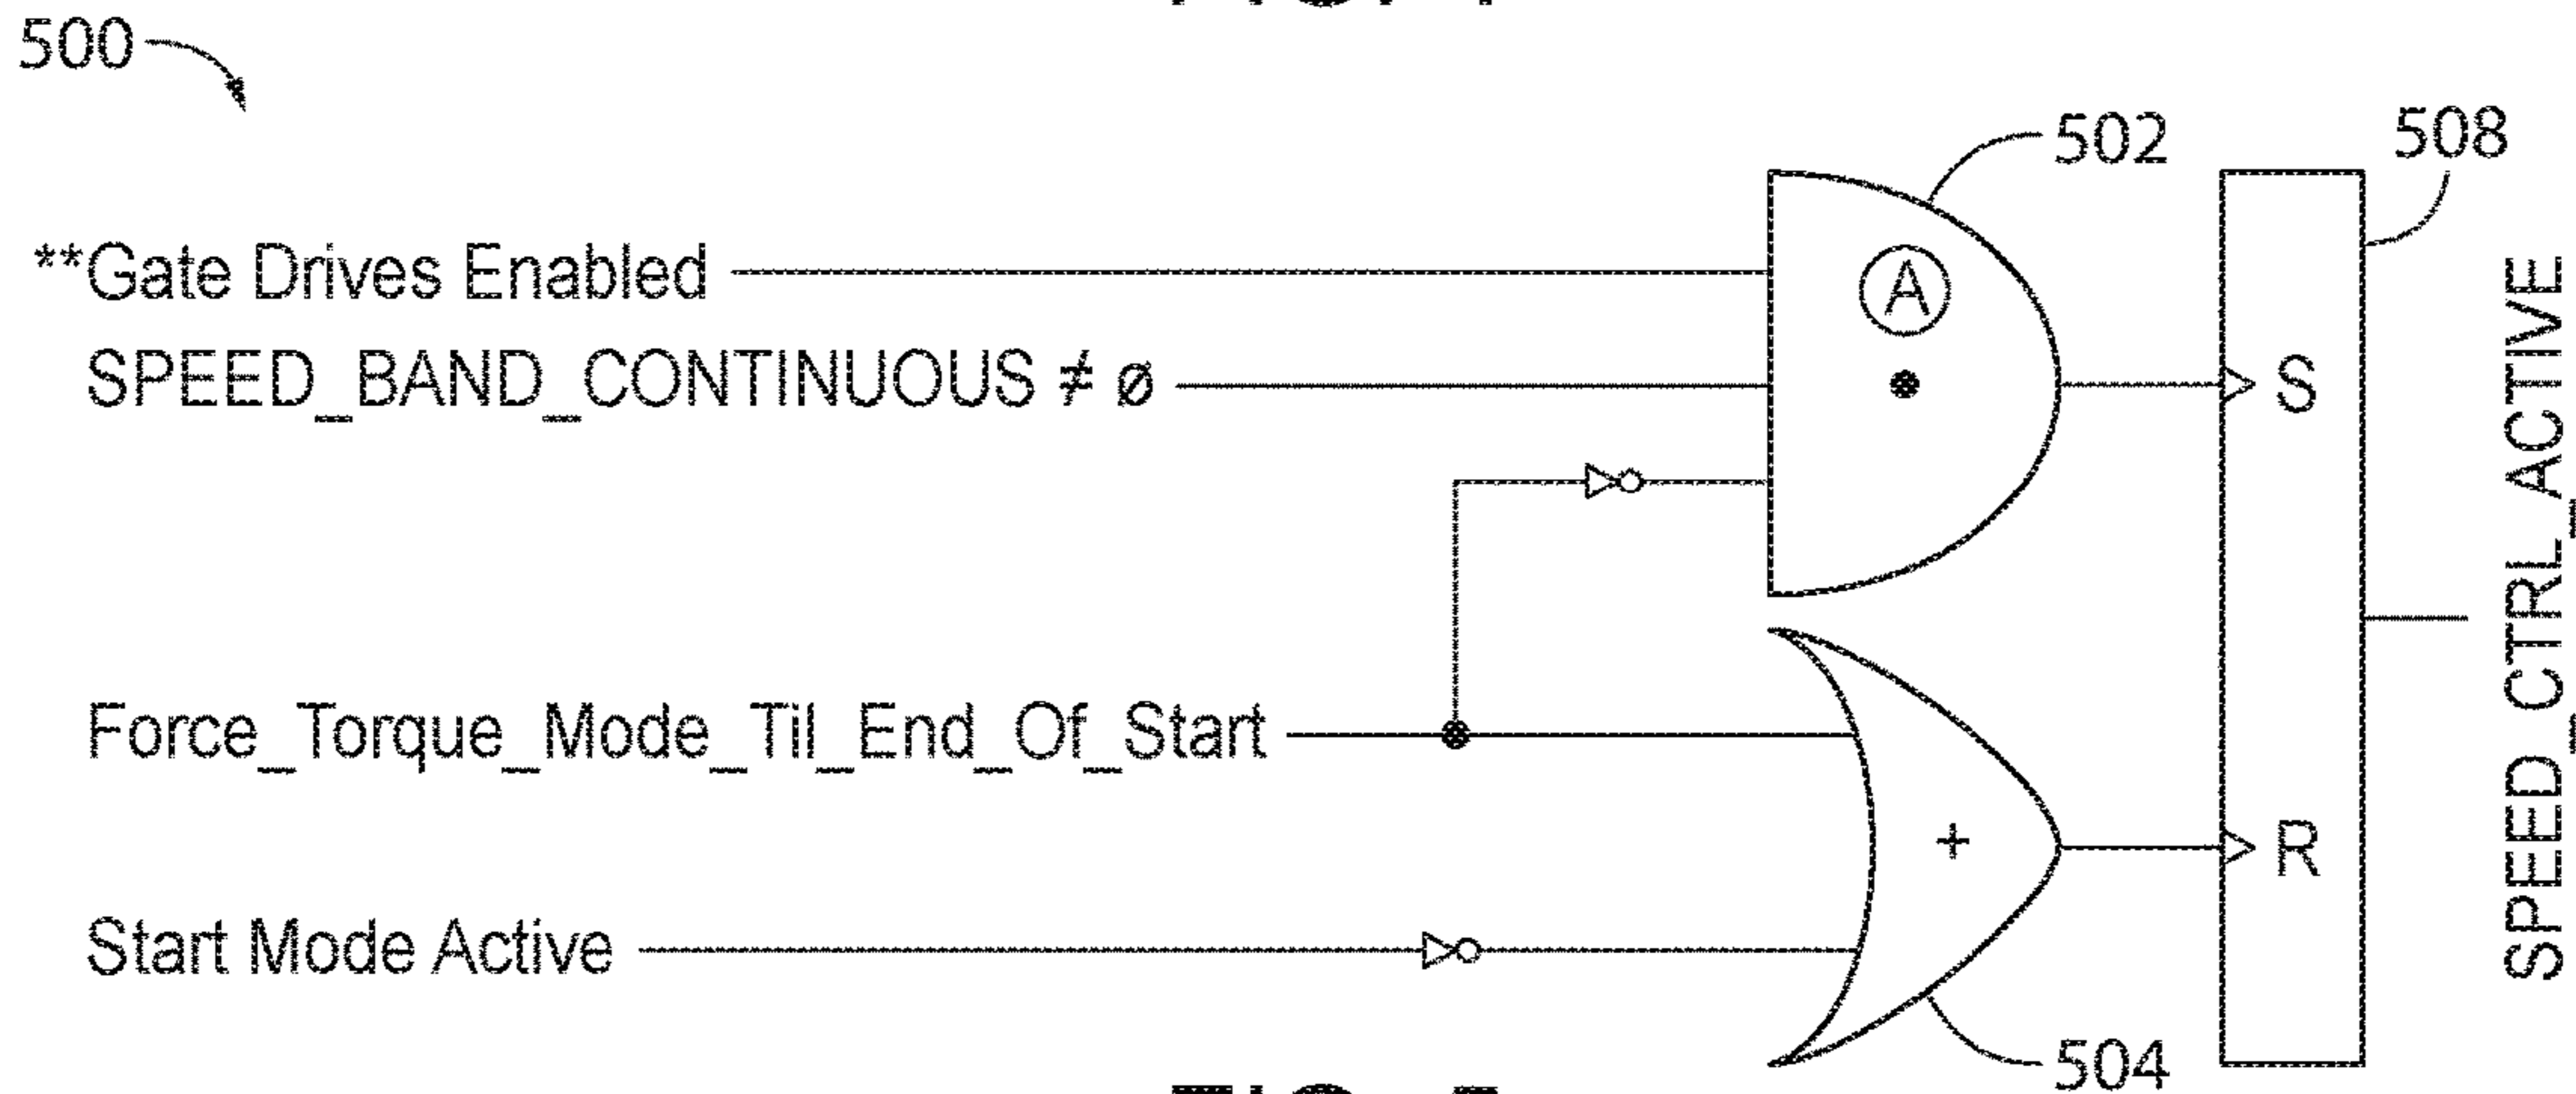 500
502
508
**Gate Drives Enabled
A
SPEED_BAND_CONTINUOUS ≠ ø
S
Force_Torque_Mode_Til_End_Of_Start
+
R
Start Mode Active
504
SPEED_CTRL_ACTIVE